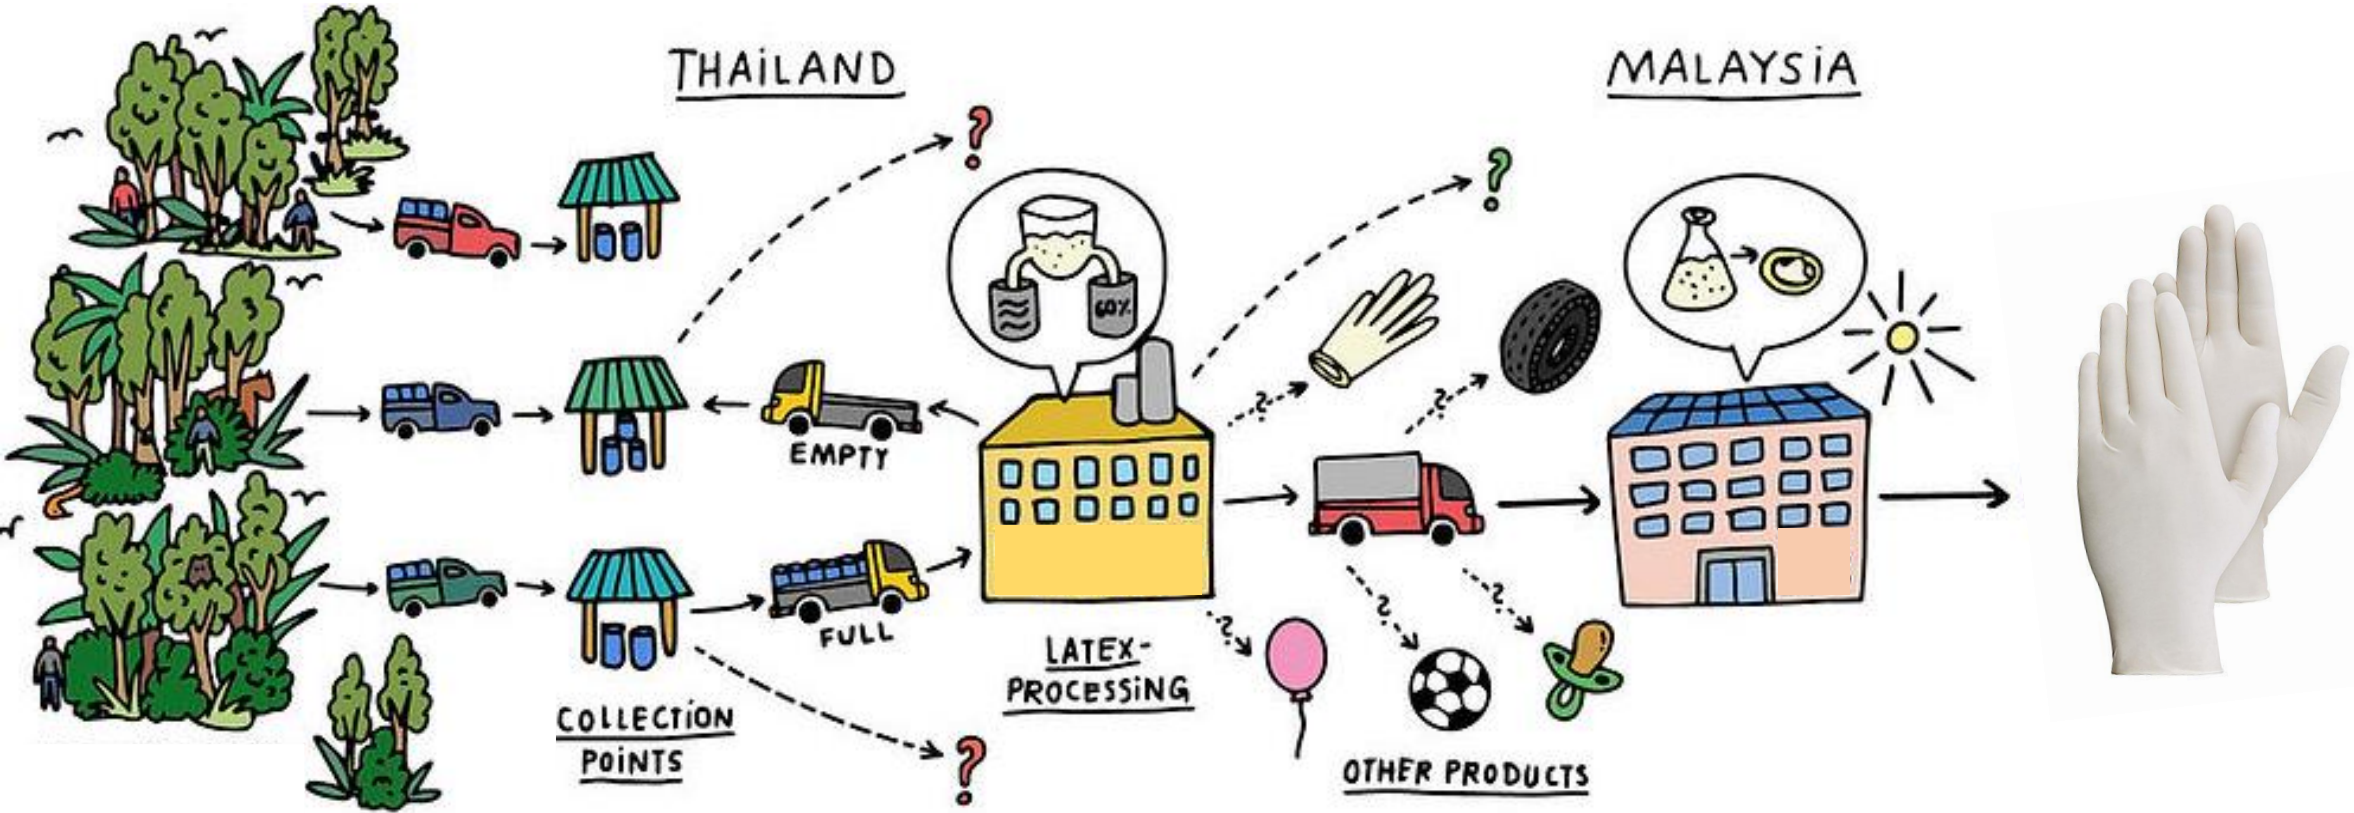 THAiLAND
MALAYSiA
?
?
60%
?
?
EMPTY
FULL
?
?
?
LATEX-
PROCESSiNG
COLLECTiON
POiNTS
?
OTHER PRODUCTS